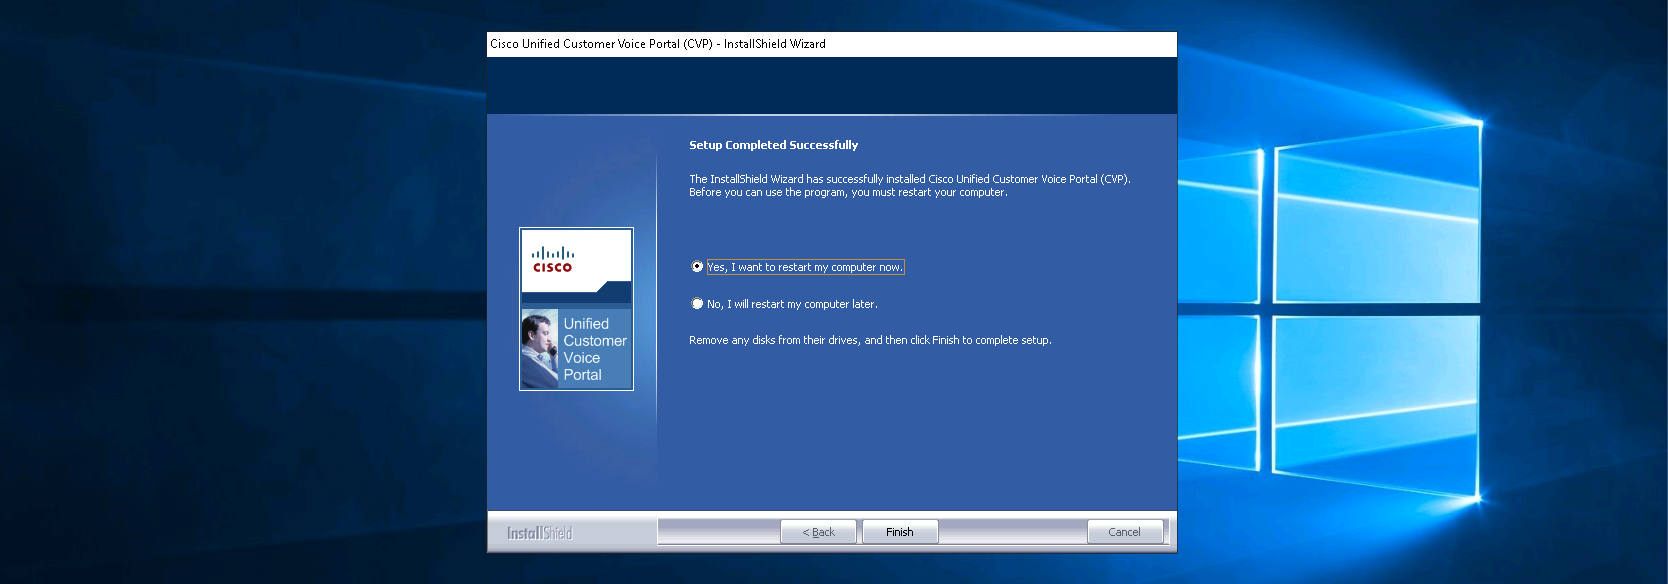 Cisco Unified Customer Voice Portal (CVP) - InstallShield Wizard
Setup Completed Successfully
The InstallShield Wizard has successfully installed Cisco Unified Customer Voice Portal (CVP).
Before you can use the program, you must restart your computer.
CISCO
Unified
Customer
Voice
Portal
Yes, I want to restart my computer now.
No, I will restart my computer later.
Remove any disks from their drives, and then click Finish to complete setup.
InstallShield
< Back
Finish
Cancel